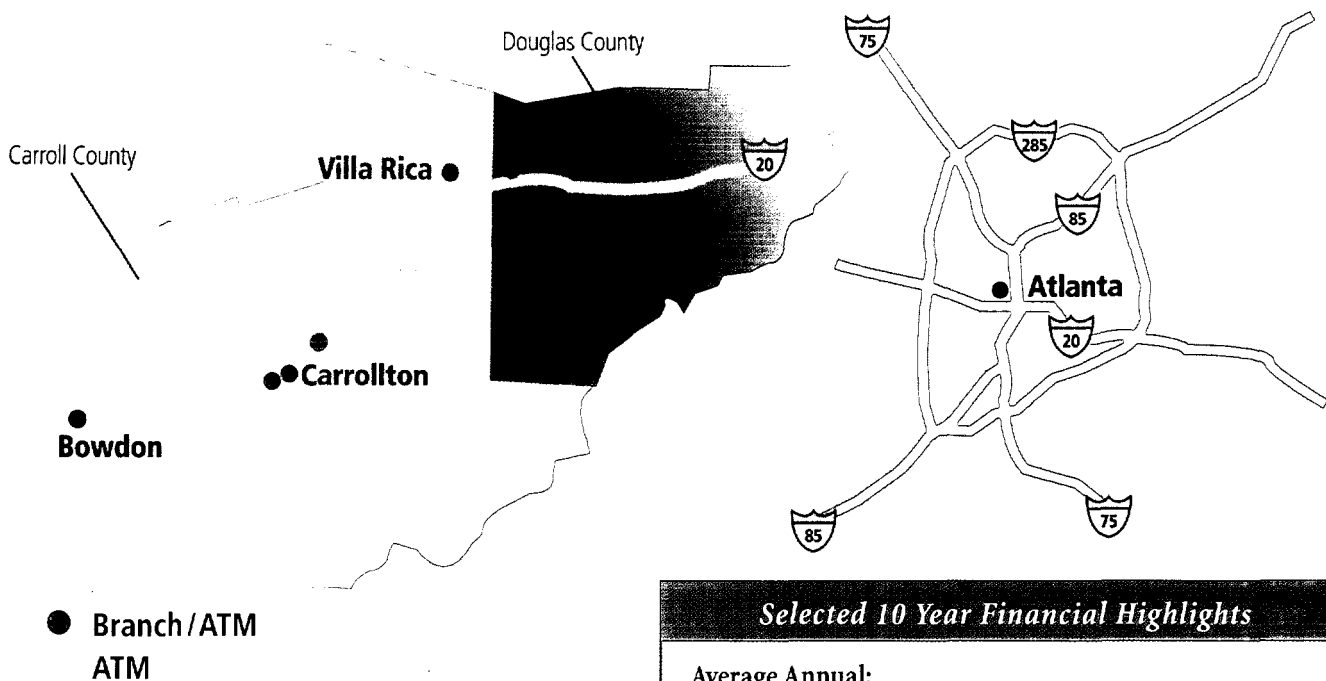 Douglas County
75
Carroll County
285
Villa Rica
20
85
Atlanta
20
Carrollton
Bowdon
85
75
Branch/ATM
ATM
Selected 10 Year Financial Highlights
Average Annual: